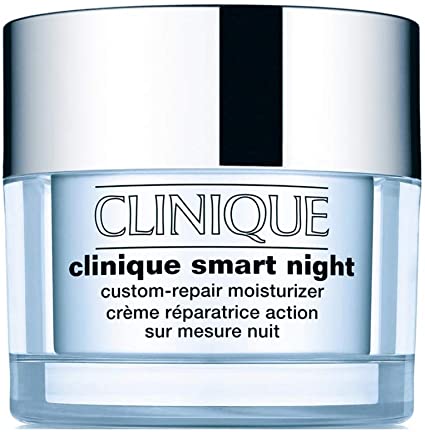 CLINIQUE
clinique smart night
custom-repair moisturizer
crème réparatrice action
sur mesure nuit